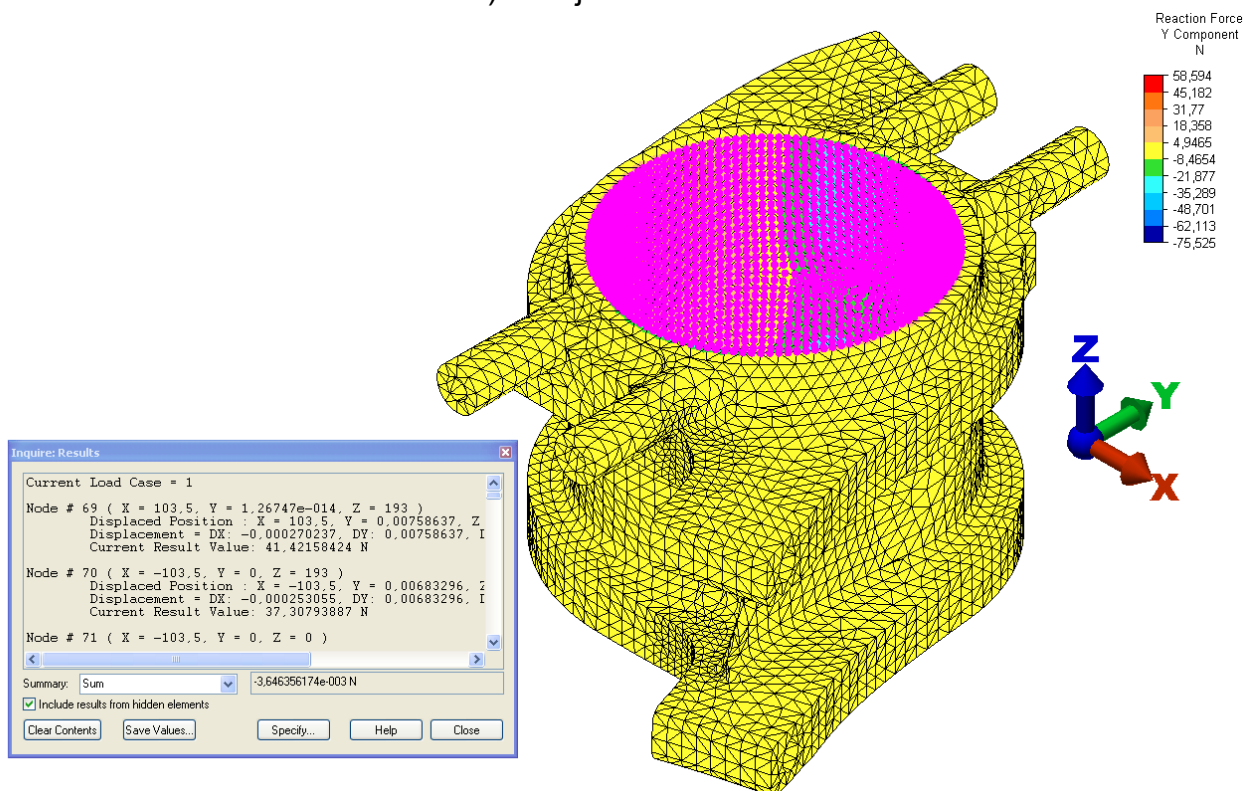 Reaction Force
Y Component
N
58,594
45,182
31,77
18,358
4,9465
-8,4654
-21,877
-35,289
-48,701
-62,113
-75,525
Z
Y
X
Inquire: Results
Current Load Case = 1
Node # 69 ( X = 103,5, Y = 1,26747e-014, Z = 193 )
Displaced Position : X = 103,5, Y = 0,00758637, Z
Displacement = DX: -0,000270237, DY: 0,00758637, 
Current Result Value: 41,42158424 N
Node # 70 ( X = -103,5, Y = 0, Z = 193 )
Displaced Position : X = -103,5, Y = 0,00683296, Z
Displacement = DX: -0,000253055, DY: 0,00683296, 
Current Result Value: 37,30793887 N
Node # 71 ( X = -103,5, Y = 0, Z = 0 )
Summary: Sum -3,646356174e-003 N
Include results from hidden elements
Clear Contents Save Values... Specify... Help Close